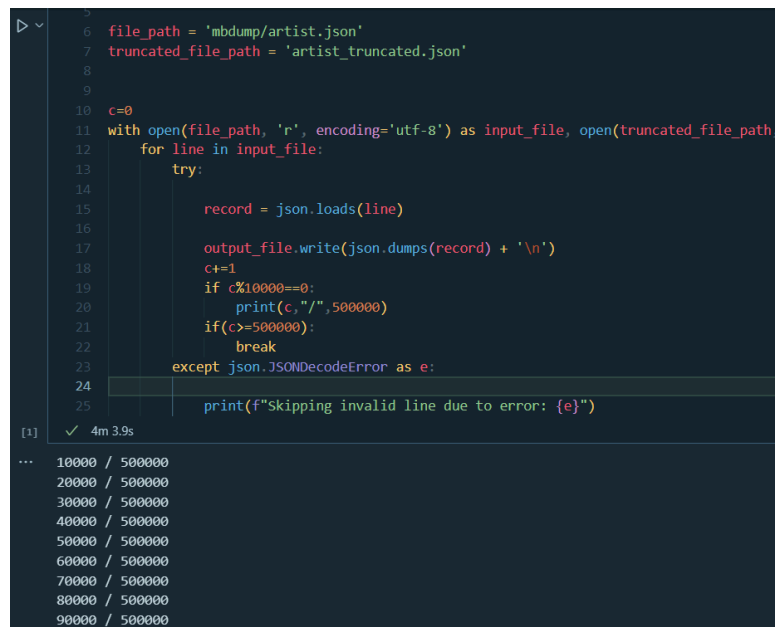 5
6 file_path = 'mbdump/artist.json'
7 truncated_file_path = 'artist_truncated.json'
8
9
10 c=0
11 with open(file_path, 'r', encoding='utf-8') as input_file, open(truncated_file_path,
12 for line in input_file:
13 try:
14
15 record = json.loads(line)
16
17 output_file.write(json.dumps(record) + '\n')
18 c+=1
19 if c%10000==0:
20 print(c,"/",500000)
21 if(c>=500000):
22 break
23 except json.JSONDecodeError as e:
24
25 print(f"Skipping invalid line due to error: {e}")
[1] ✓ 4m 3.9s
... 10000 / 500000
20000 / 500000
30000 / 500000
40000 / 500000
50000 / 500000
60000 / 500000
70000 / 500000
80000 / 500000
90000 / 500000